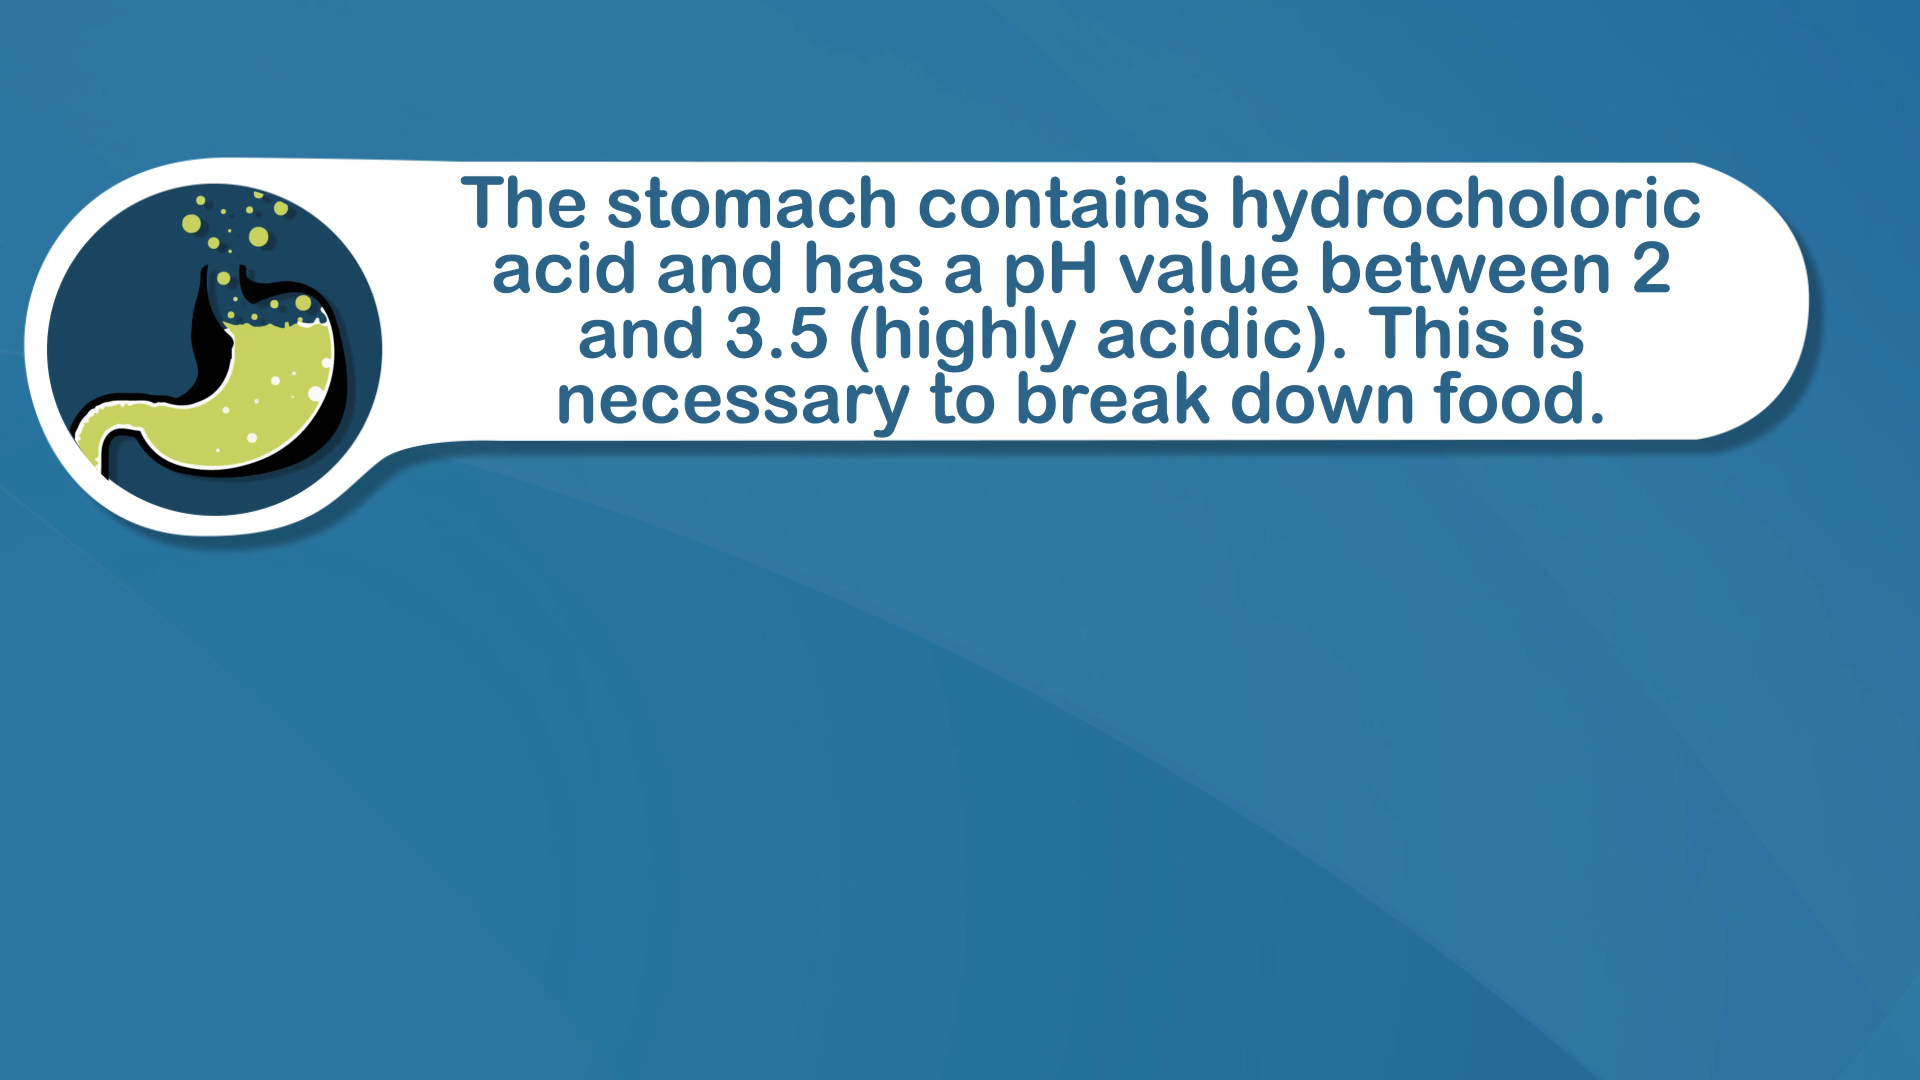 The stomach contains hydrocholoric
acid and has a pH value between 2
and 3.5 (highly acidic). This is
necessary to break down food.